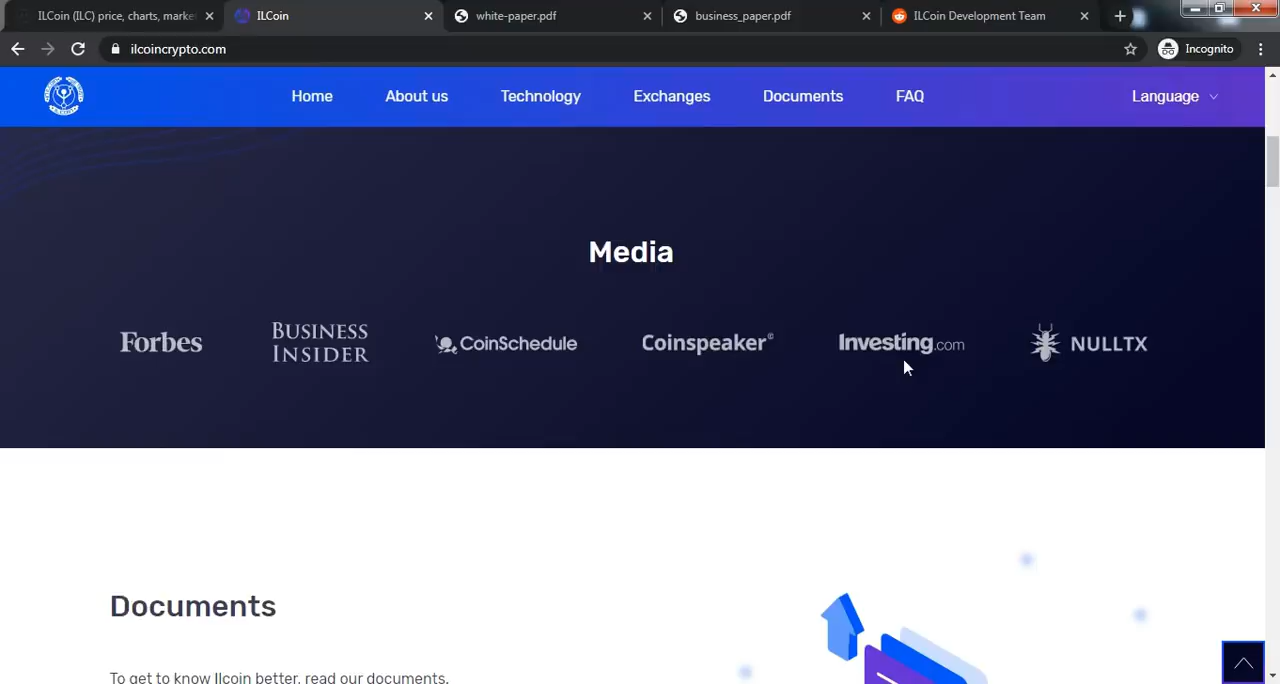 ILCoin (ILC) price, charts, marke
ILCoin
white-paper.pdf
business_paper.pdf
ILCoin Development Team
ilcoincrypto.com
Incognito
Home
About us
Technology
Exchanges
Documents
FAQ
Language
Media
Forbes
BUSINESS
INSIDER
CoinSchedule
Coinspeaker®
Investing.com
NULLTX
Documents
To get to know Ilcoin better, read our documents.